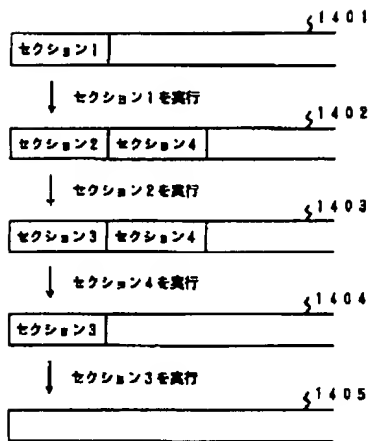 1401
セクション1
セクション1を実行
1402
セクション2 セクション4
セクション2を実行
1403
セクション3 セクション4
セクション4を実行
1404
セクション3
セクション3を実行
1405